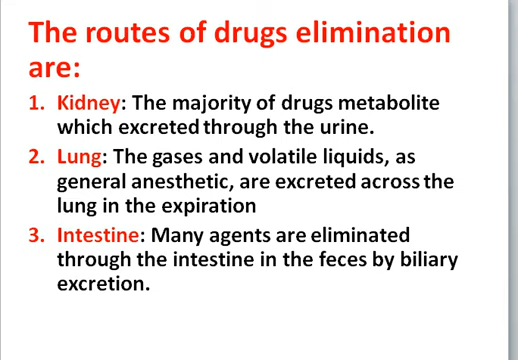 The routes of drugs elimination
are:
1. Kidney: The majority of drugs metabolite
which excreted through the urine.
2. Lung: The gases and volatile liquids, as
general anesthetic, are excreted across the
lung in the expiration
3. Intestine: Many agents are eliminated
through the intestine in the feces by biliary
excretion.